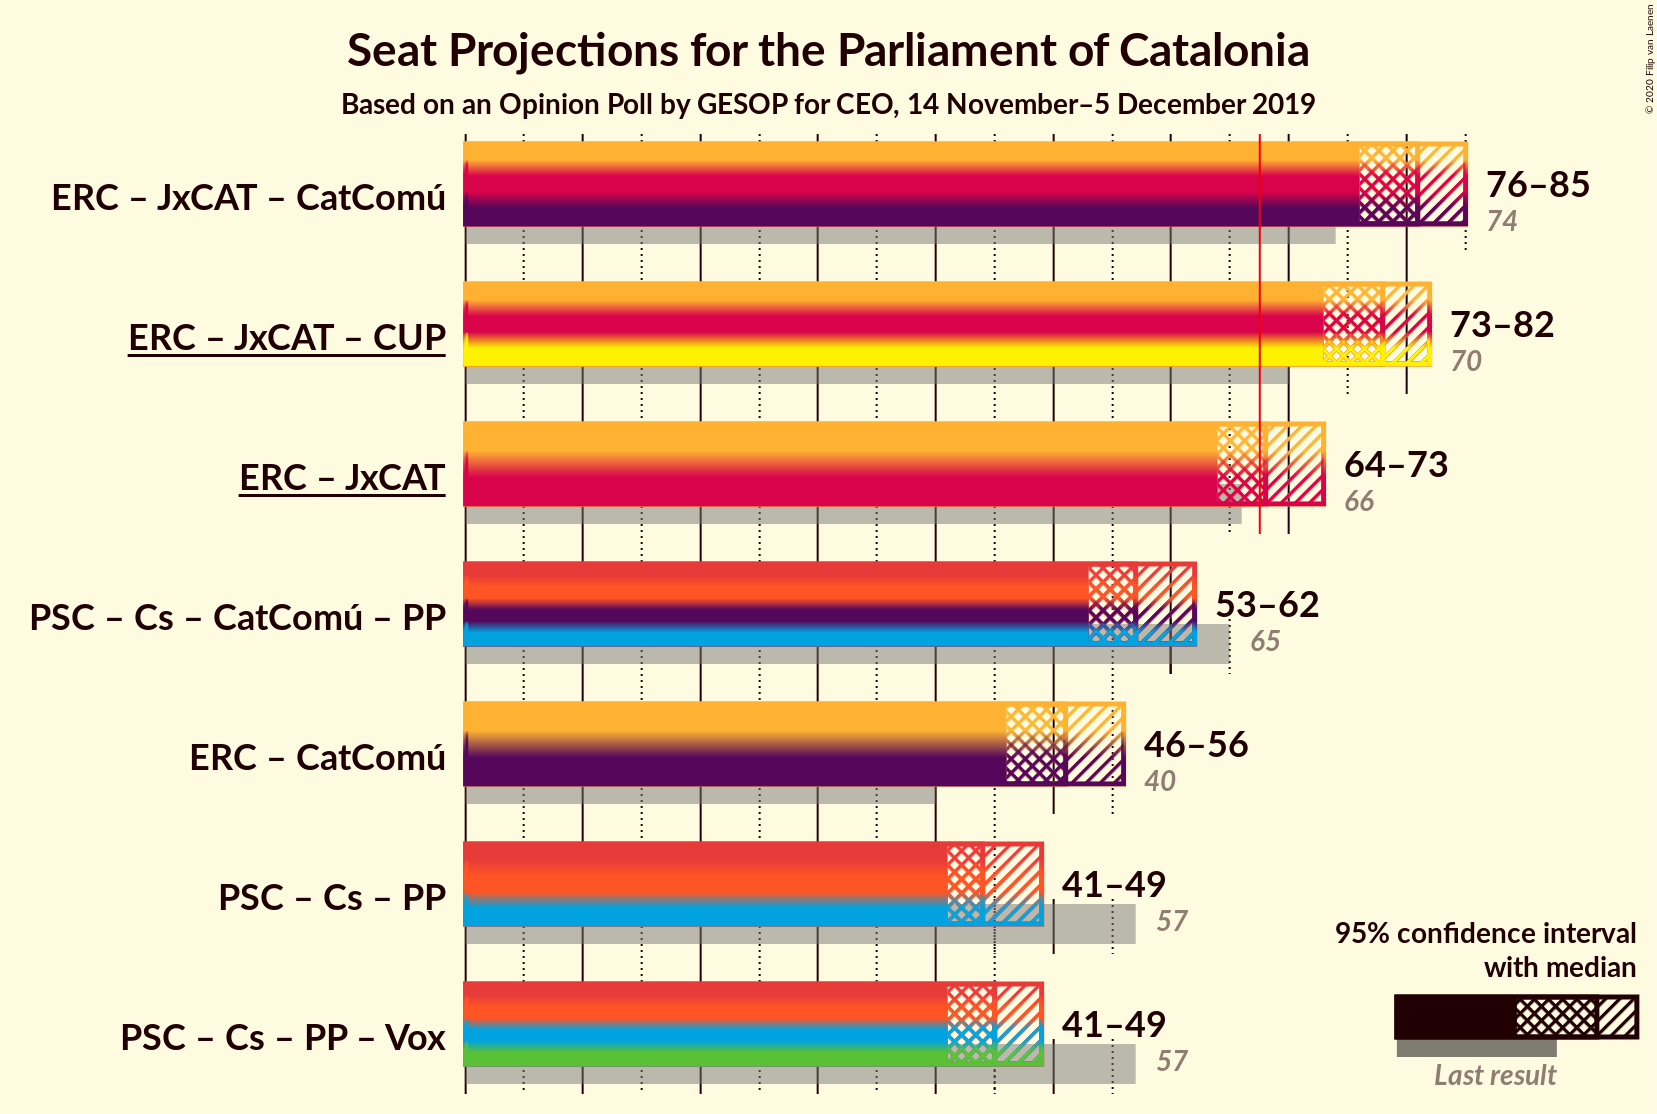 Seat Projections for the Parliament of Catalonia
Based on an Opinion Poll by GESOP for CEO, 14 November–5 December 2019
© 2020 Filip van Laenen
ERC – JxCAT – CatComú
76–85
74
ERC – JxCAT – CUP
73–82
70
ERC – JxCAT
64–73
66
PSC – Cs – CatComú – PP
53–62
65
ERC – CatComú
46–56
40
PSC – Cs – PP
41–49
57
PSC – Cs – PP – Vox
41–49
57
95% confidence interval
with median
Last result